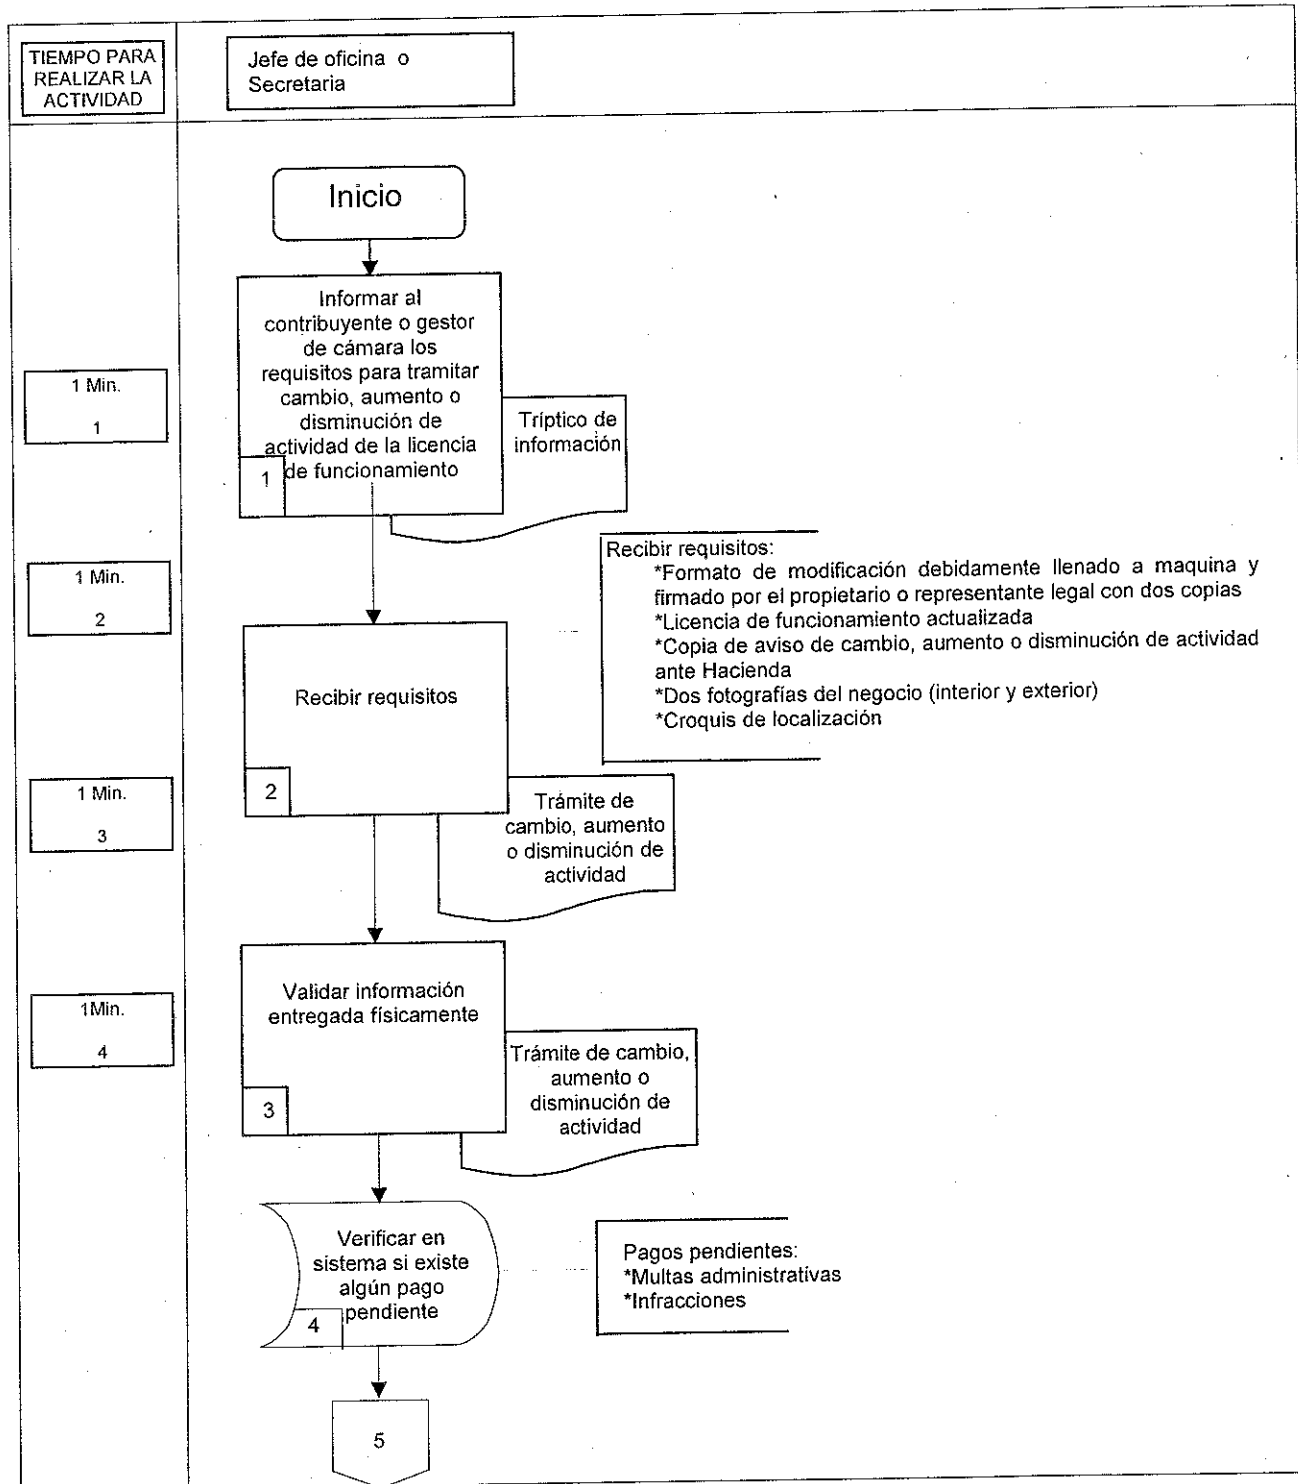 TIEMPO PARA
REALIZAR LA
ACTIVIDAD
Jefe de oficina o
Secretaria
Inicio
Informar al
contribuyente o gestor
de cámara los
requisitos para tramitar
cambio, aumento o
disminución de
actividad de la licencia
de funcionamiento
1
1 Min.
1
Tríptico de
información
1 Min.
2
Recibir requisitos
2
Recibir requisitos:
*Formato de modificación debidamente llenado a maquina y
firmado por el propietario o representante legal con dos copias
*Licencia de funcionamiento actualizada
*Copia de aviso de cambio, aumento o disminución de actividad
ante Hacienda
*Dos fotografías del negocio (interior y exterior)
*Croquis de localización
1 Min.
3
Trámite de
cambio, aumento
o disminución de
actividad
Validar información
entregada físicamente
3
1Min.
4
Trámite de cambio,
aumento o
disminución de
actividad
Verificar en
sistema si existe
algún pago
pendiente
4
Pagos pendientes:
*Multas administrativas
*Infracciones
5